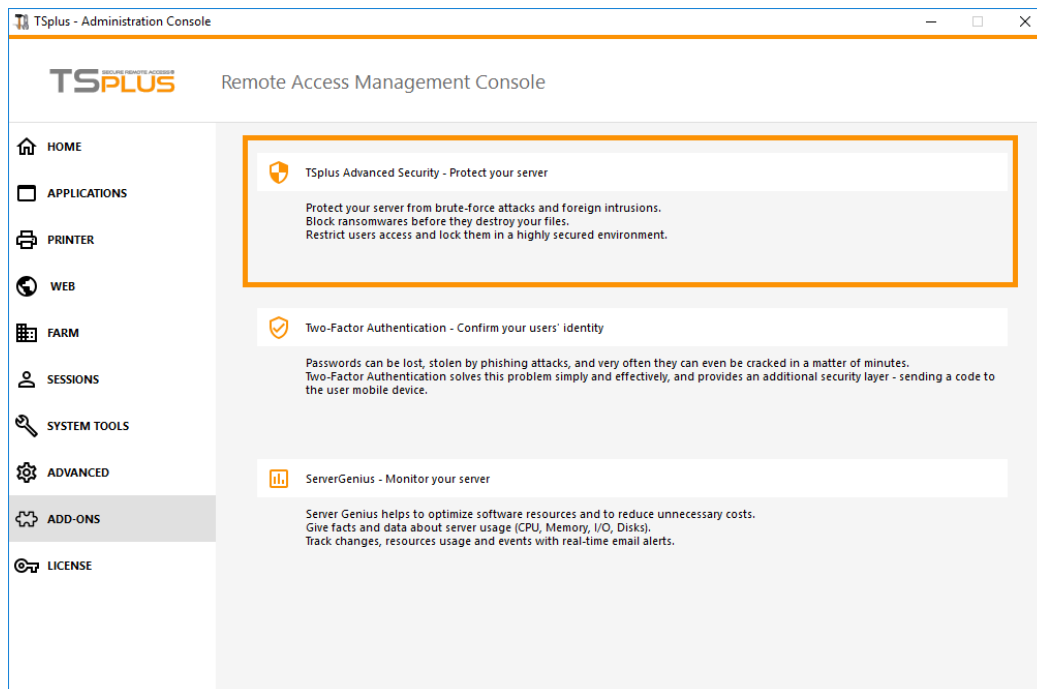 TSplus - Administration Console
TSPLUS
SECURE REMOTE ACCESS
Remote Access Management Console
HOME
APPLICATIONS
PRINTER
WEB
FARM
SESSIONS
SYSTEM TOOLS
ADVANCED
ADD-ONS
LICENSE
TSplus Advanced Security - Protect your server
Protect your server from brute-force attacks and foreign intrusions.
Block ransomwares before they destroy your files.
Restrict users access and lock them in a highly secured environment.
Two-Factor Authentication - Confirm your users' identity
Passwords can be lost, stolen by phishing attacks, and very often they can even be cracked in a matter of minutes.
Two-Factor Authentication solves this problem simply and effectively, and provides an additional security layer - sending a code to
the user mobile device.
ServerGenius - Monitor your server
Server Genius helps to optimize software resources and to reduce unnecessary costs.
Give facts and data about server usage (CPU, Memory, I/O, Disks).
Track changes, resources usage and events with real-time email alerts.